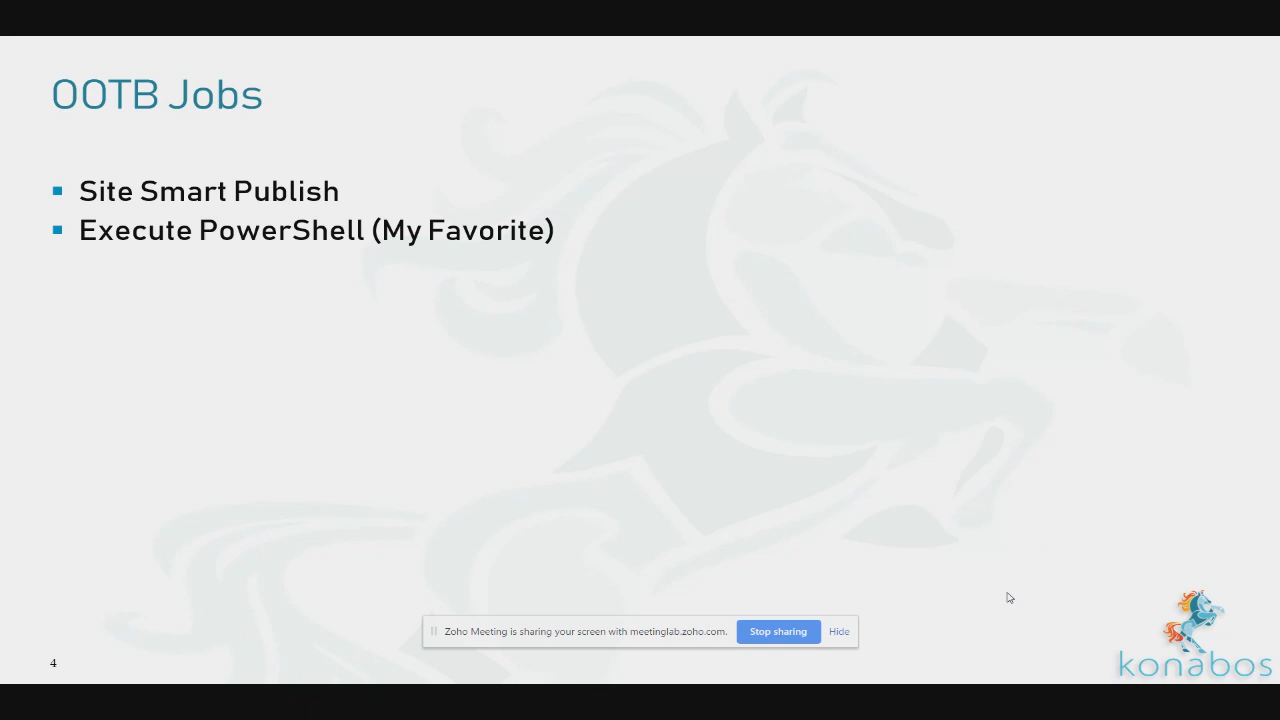 OOTB Jobs
Site Smart Publish
Execute PowerShell (My Favorite)
Zoho Meeting is sharing your screen with meetinglab.zoho.com. Stop sharing Hide
4
konabos